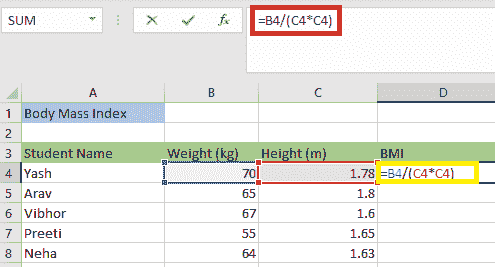 SUM =B4/(C4*C4)
A B C D
1 Body Mass Index
2
3 Student Name Weight (kg) Height (m) BMI
4 Yash 70 1.78 =B4/(C4*C4)
5 Arav 65 1.8
6 Vibhor 67 1.6
7 Preeti 55 1.65
8 Neha 64 1.63